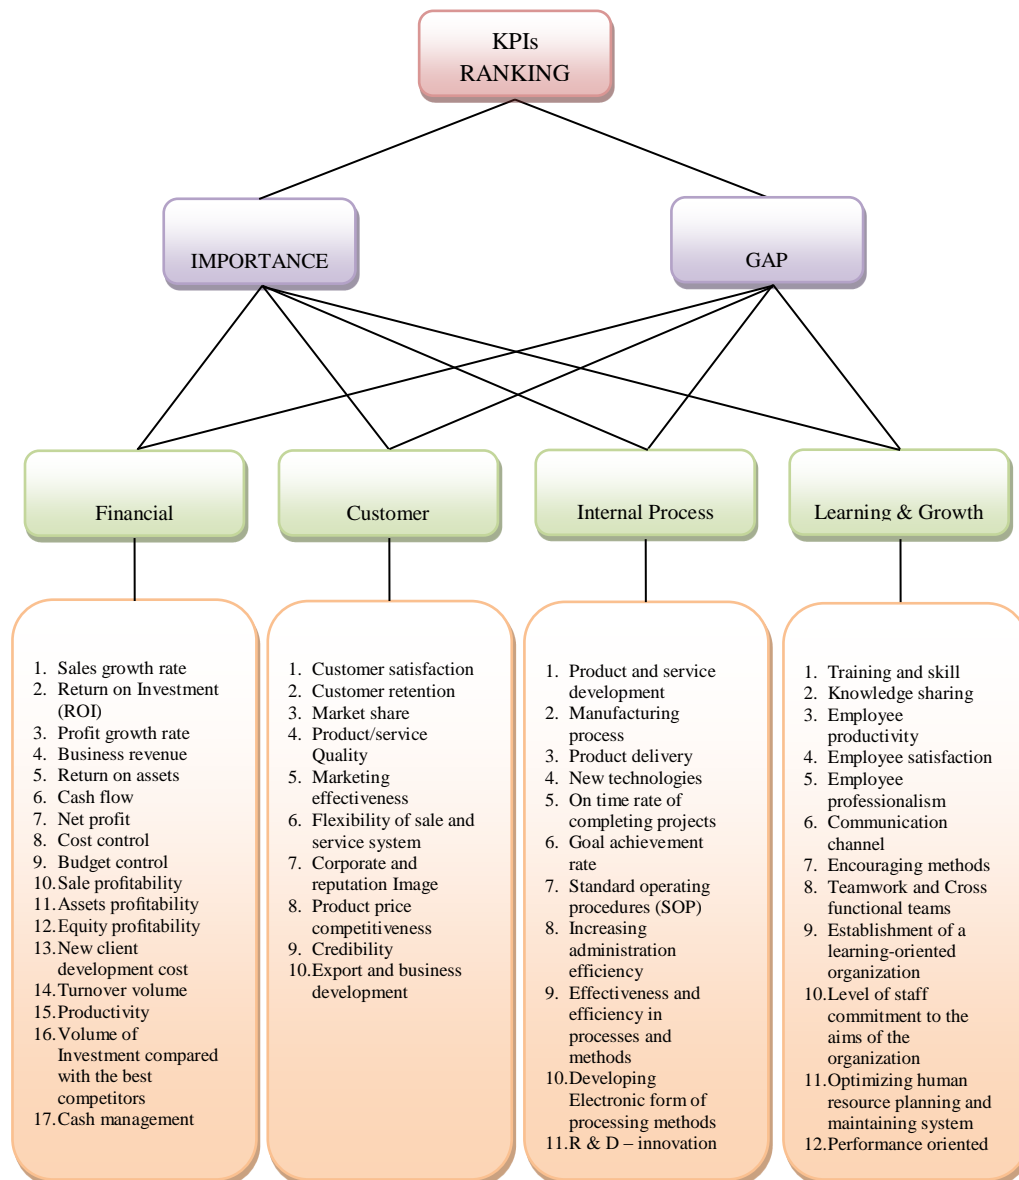 KPIs
RANKING
IMPORTANCE
GAP
Financial
Customer
Internal Process
Learning & Growth
1. Sales growth rate
2. Return on Investment
(ROI)
3. Profit growth rate
4. Business revenue
5. Return on assets
6. Cash flow
7. Net profit
8. Cost control
9. Budget control
10. Sale profitability
11. Assets profitability
12. Equity profitability
13. New client
development cost
14. Turnover volume
15. Productivity
16. Volume of
Investment compared
with the best
competitors
17. Cash management
1. Customer satisfaction
2. Customer retention
3. Market share
4. Product/service
Quality
5. Marketing
effectiveness
6. Flexibility of sale and
service system
7. Corporate and
reputation Image
8. Product price
competitiveness
9. Credibility
10. Export and business
development
1. Product and service
development
2. Manufacturing
process
3. Product delivery
4. New technologies
5. On time rate of
completing projects
6. Goal achievement
rate
7. Standard operating
procedures (SOP)
8. Increasing
administration
efficiency
9. Effectiveness and
efficiency in
processes and
methods
10. Developing
Electronic form of
processing methods
11. R & D – innovation
1. Training and skill
2. Knowledge sharing
3. Employee
productivity
4. Employee satisfaction
5. Employee
professionalism
6. Communication
channel
7. Encouraging methods
8. Teamwork and Cross
functional teams
9. Establishment of a
learning-oriented
organization
10. Level of staff
commitment to the
aims of the
organization
11. Optimizing human
resource planning and
maintaining system
12. Performance oriented